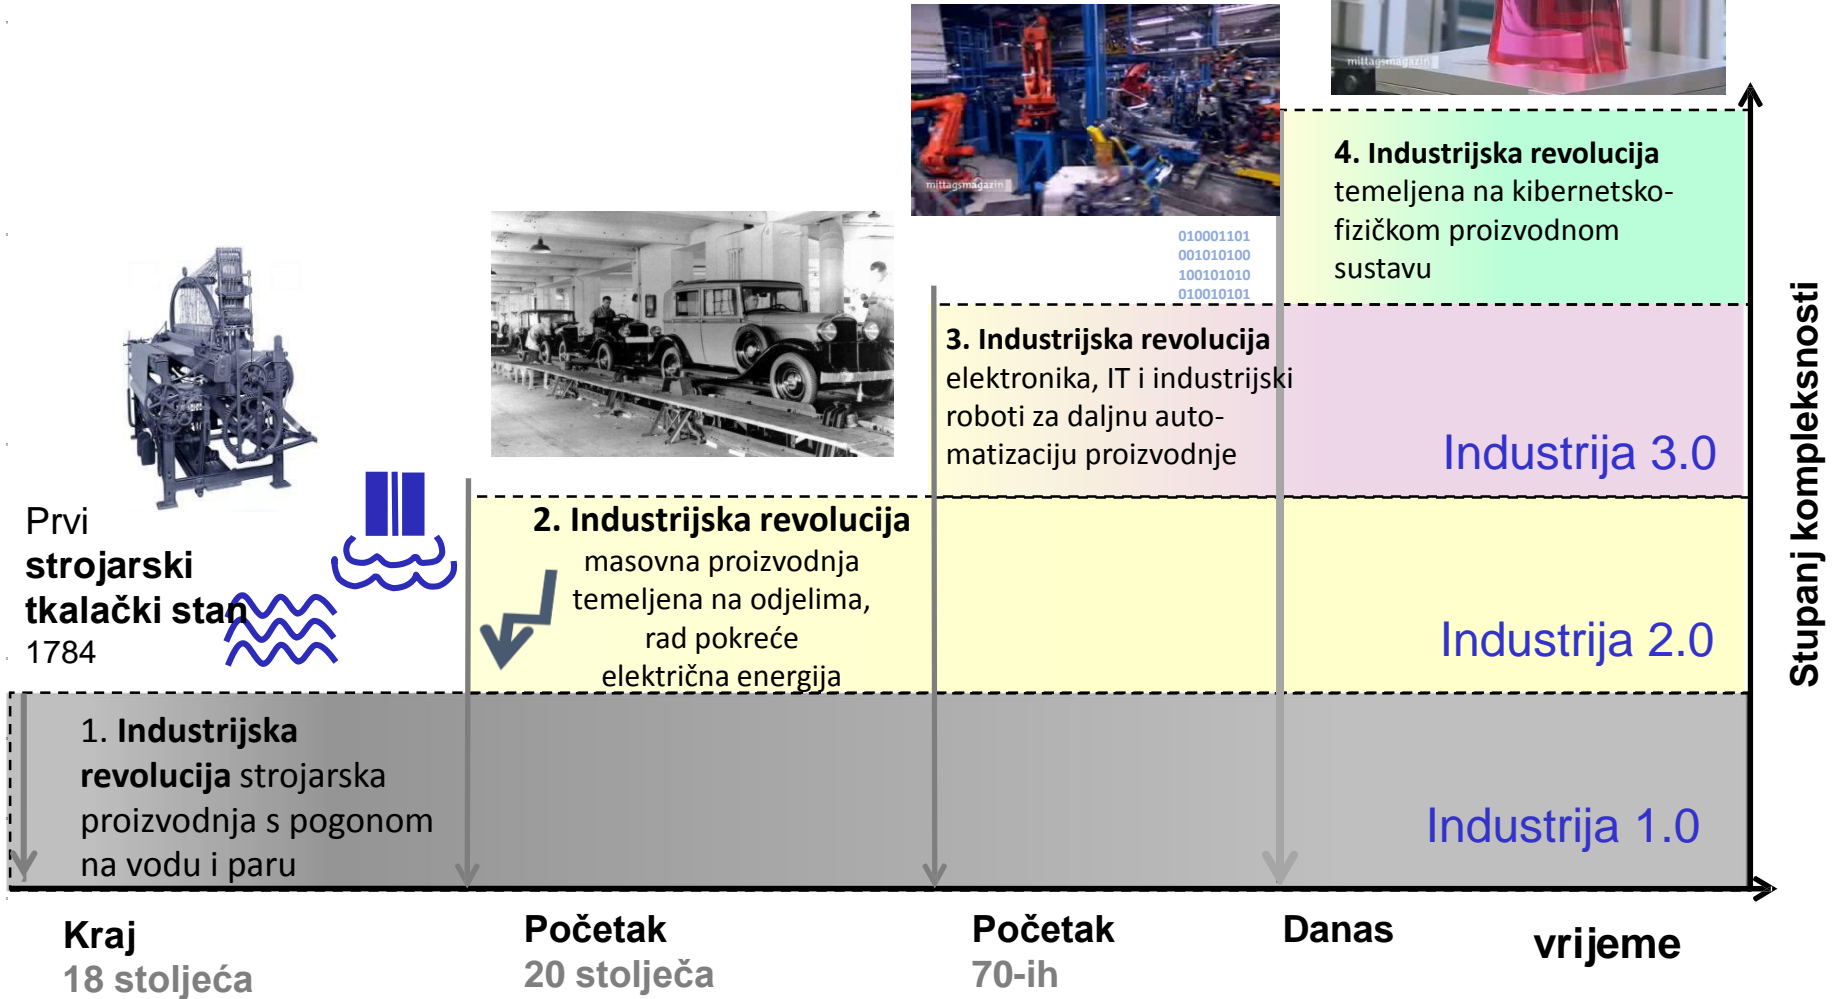 mittagsmagazin
mittagsmagazin
4. Industrijska revolucija
temeljena na kibernetsko-
fizičkom proizvodnom
sustavu
010001101
001010100
100101010
010010101
3. Industrijska revolucija
elektronika, IT i industrijski
roboti za daljnu auto-
matizaciju proizvodnje
Industrija 3.0
Prvi
strojarski
tkalački stan
1784
2. Industrijska revolucija
masovna proizvodnja
temeljena na odjelima,
rad pokreće
električna energija
Industrija 2.0
1. Industrijska
revolucija strojarska
proizvodnja s pogonom
na vodu i paru
Industrija 1.0
Stupanj kompleksnosti
Kraj
18 stoljeća
Početak
20 stolječa
Početak
70-ih
Danas
vrijeme